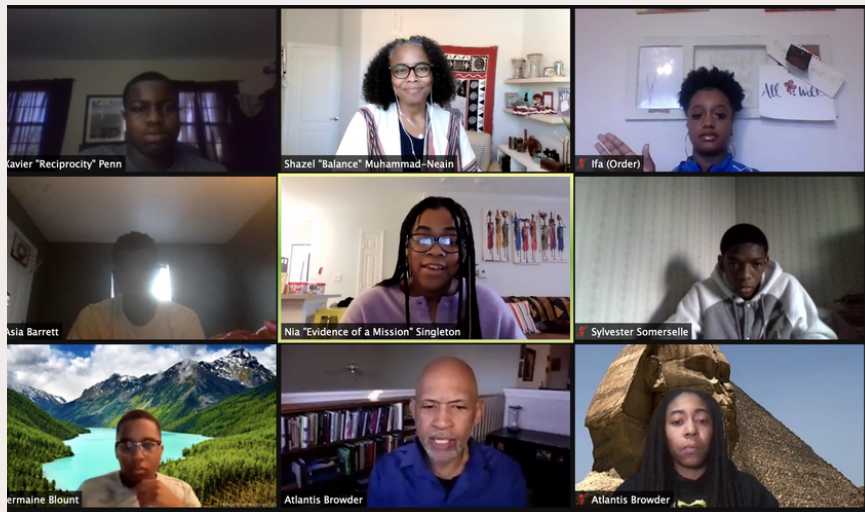 Xavier "Reciprocity" Penn
Shazel "Balance" Muhammad-Neain
All Well
Ifa (Order)
Asia Barrett
Nia "Evidence of a Mission" Singleton
Sylvester Somerselle
ermaine Blount
Atlantis Browder
Atlantis Browder